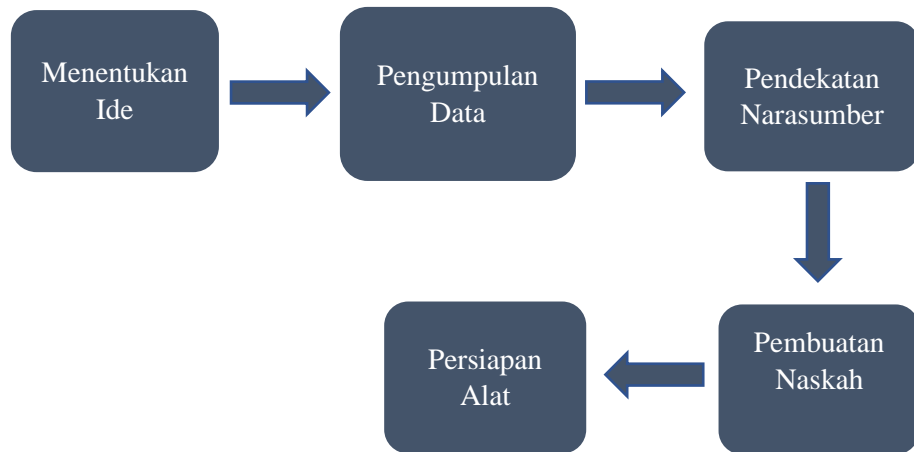 Menentukan
Ide
Pengumpulan
Data
Pendekatan
Narasumber
Pembuatan
Naskah
Persiapan
Alat